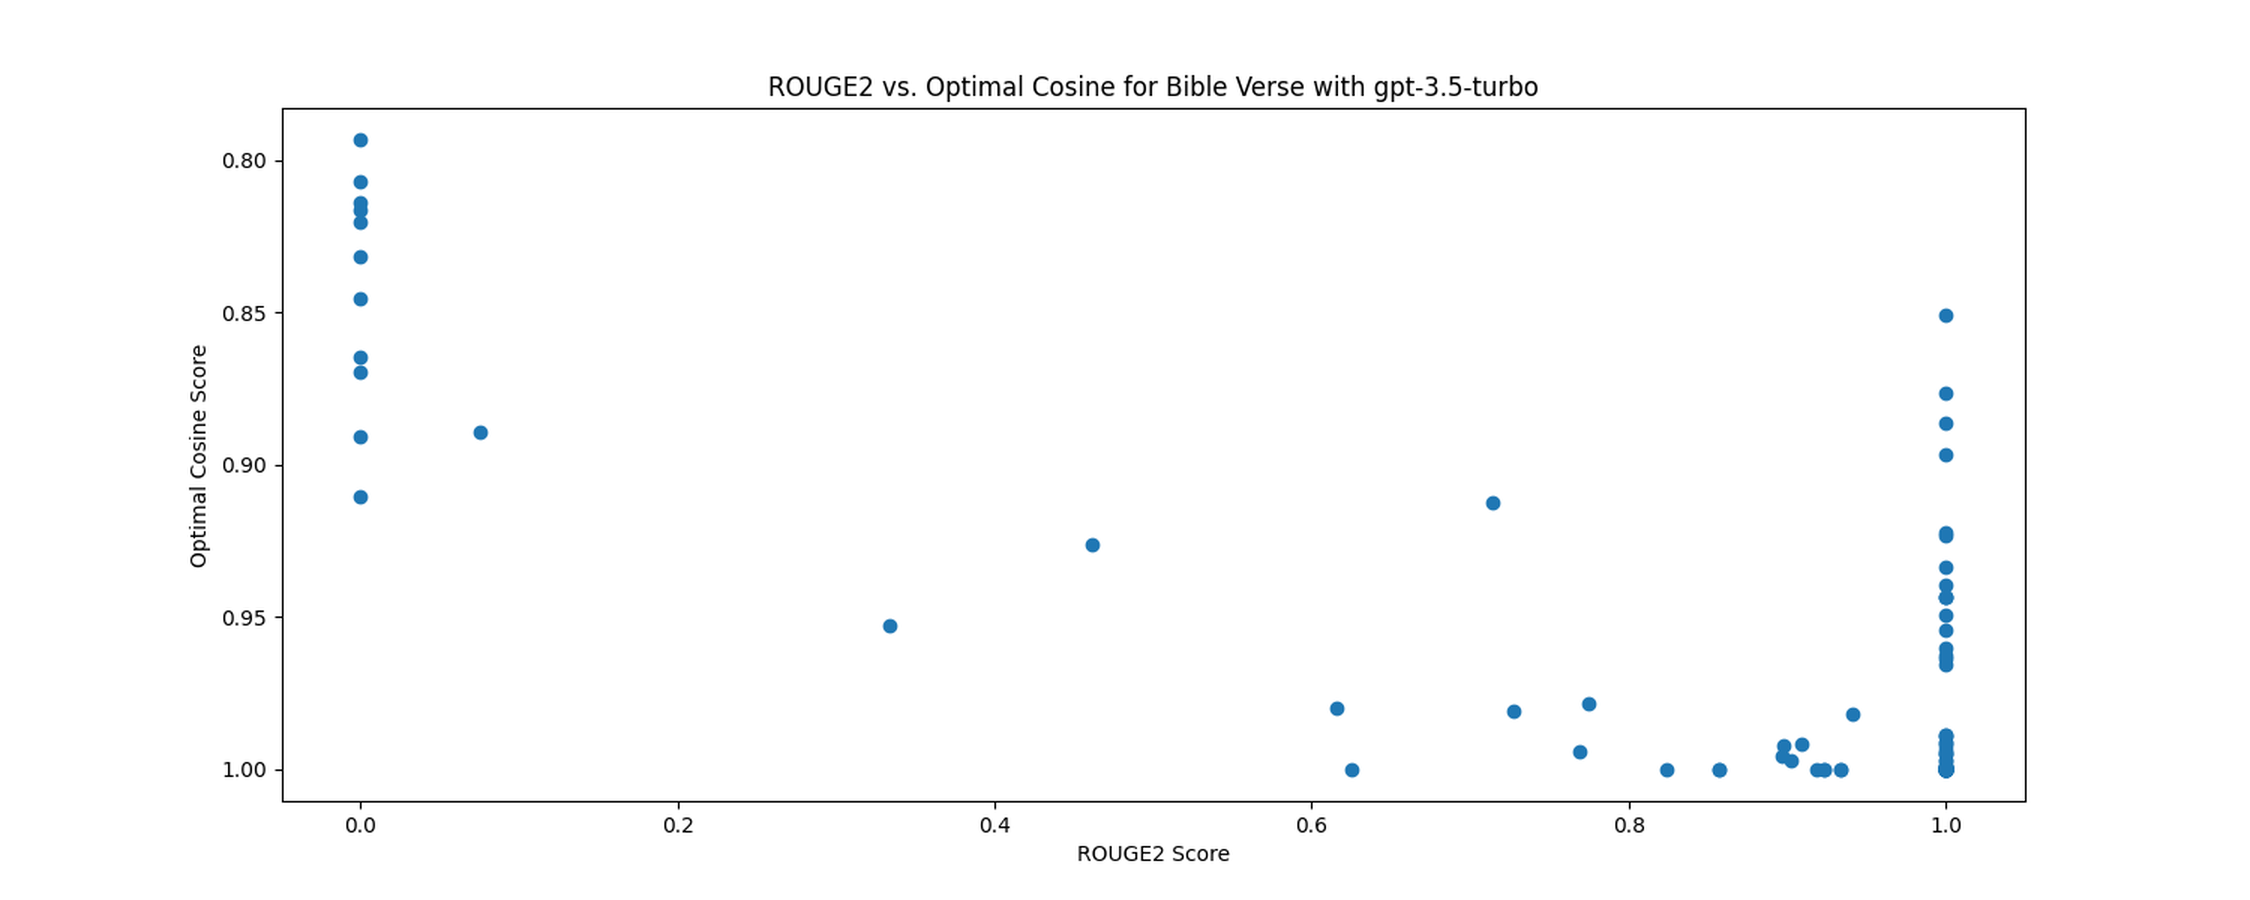 ROUGE2 vs. Optimal Cosine for Bible Verse with gpt-3.5-turbo
Optimal Cosine Score
0.80
0.85
0.90
0.95
1.00
0.0 0.2 0.4 0.6 0.8 1.0
ROUGE2 Score